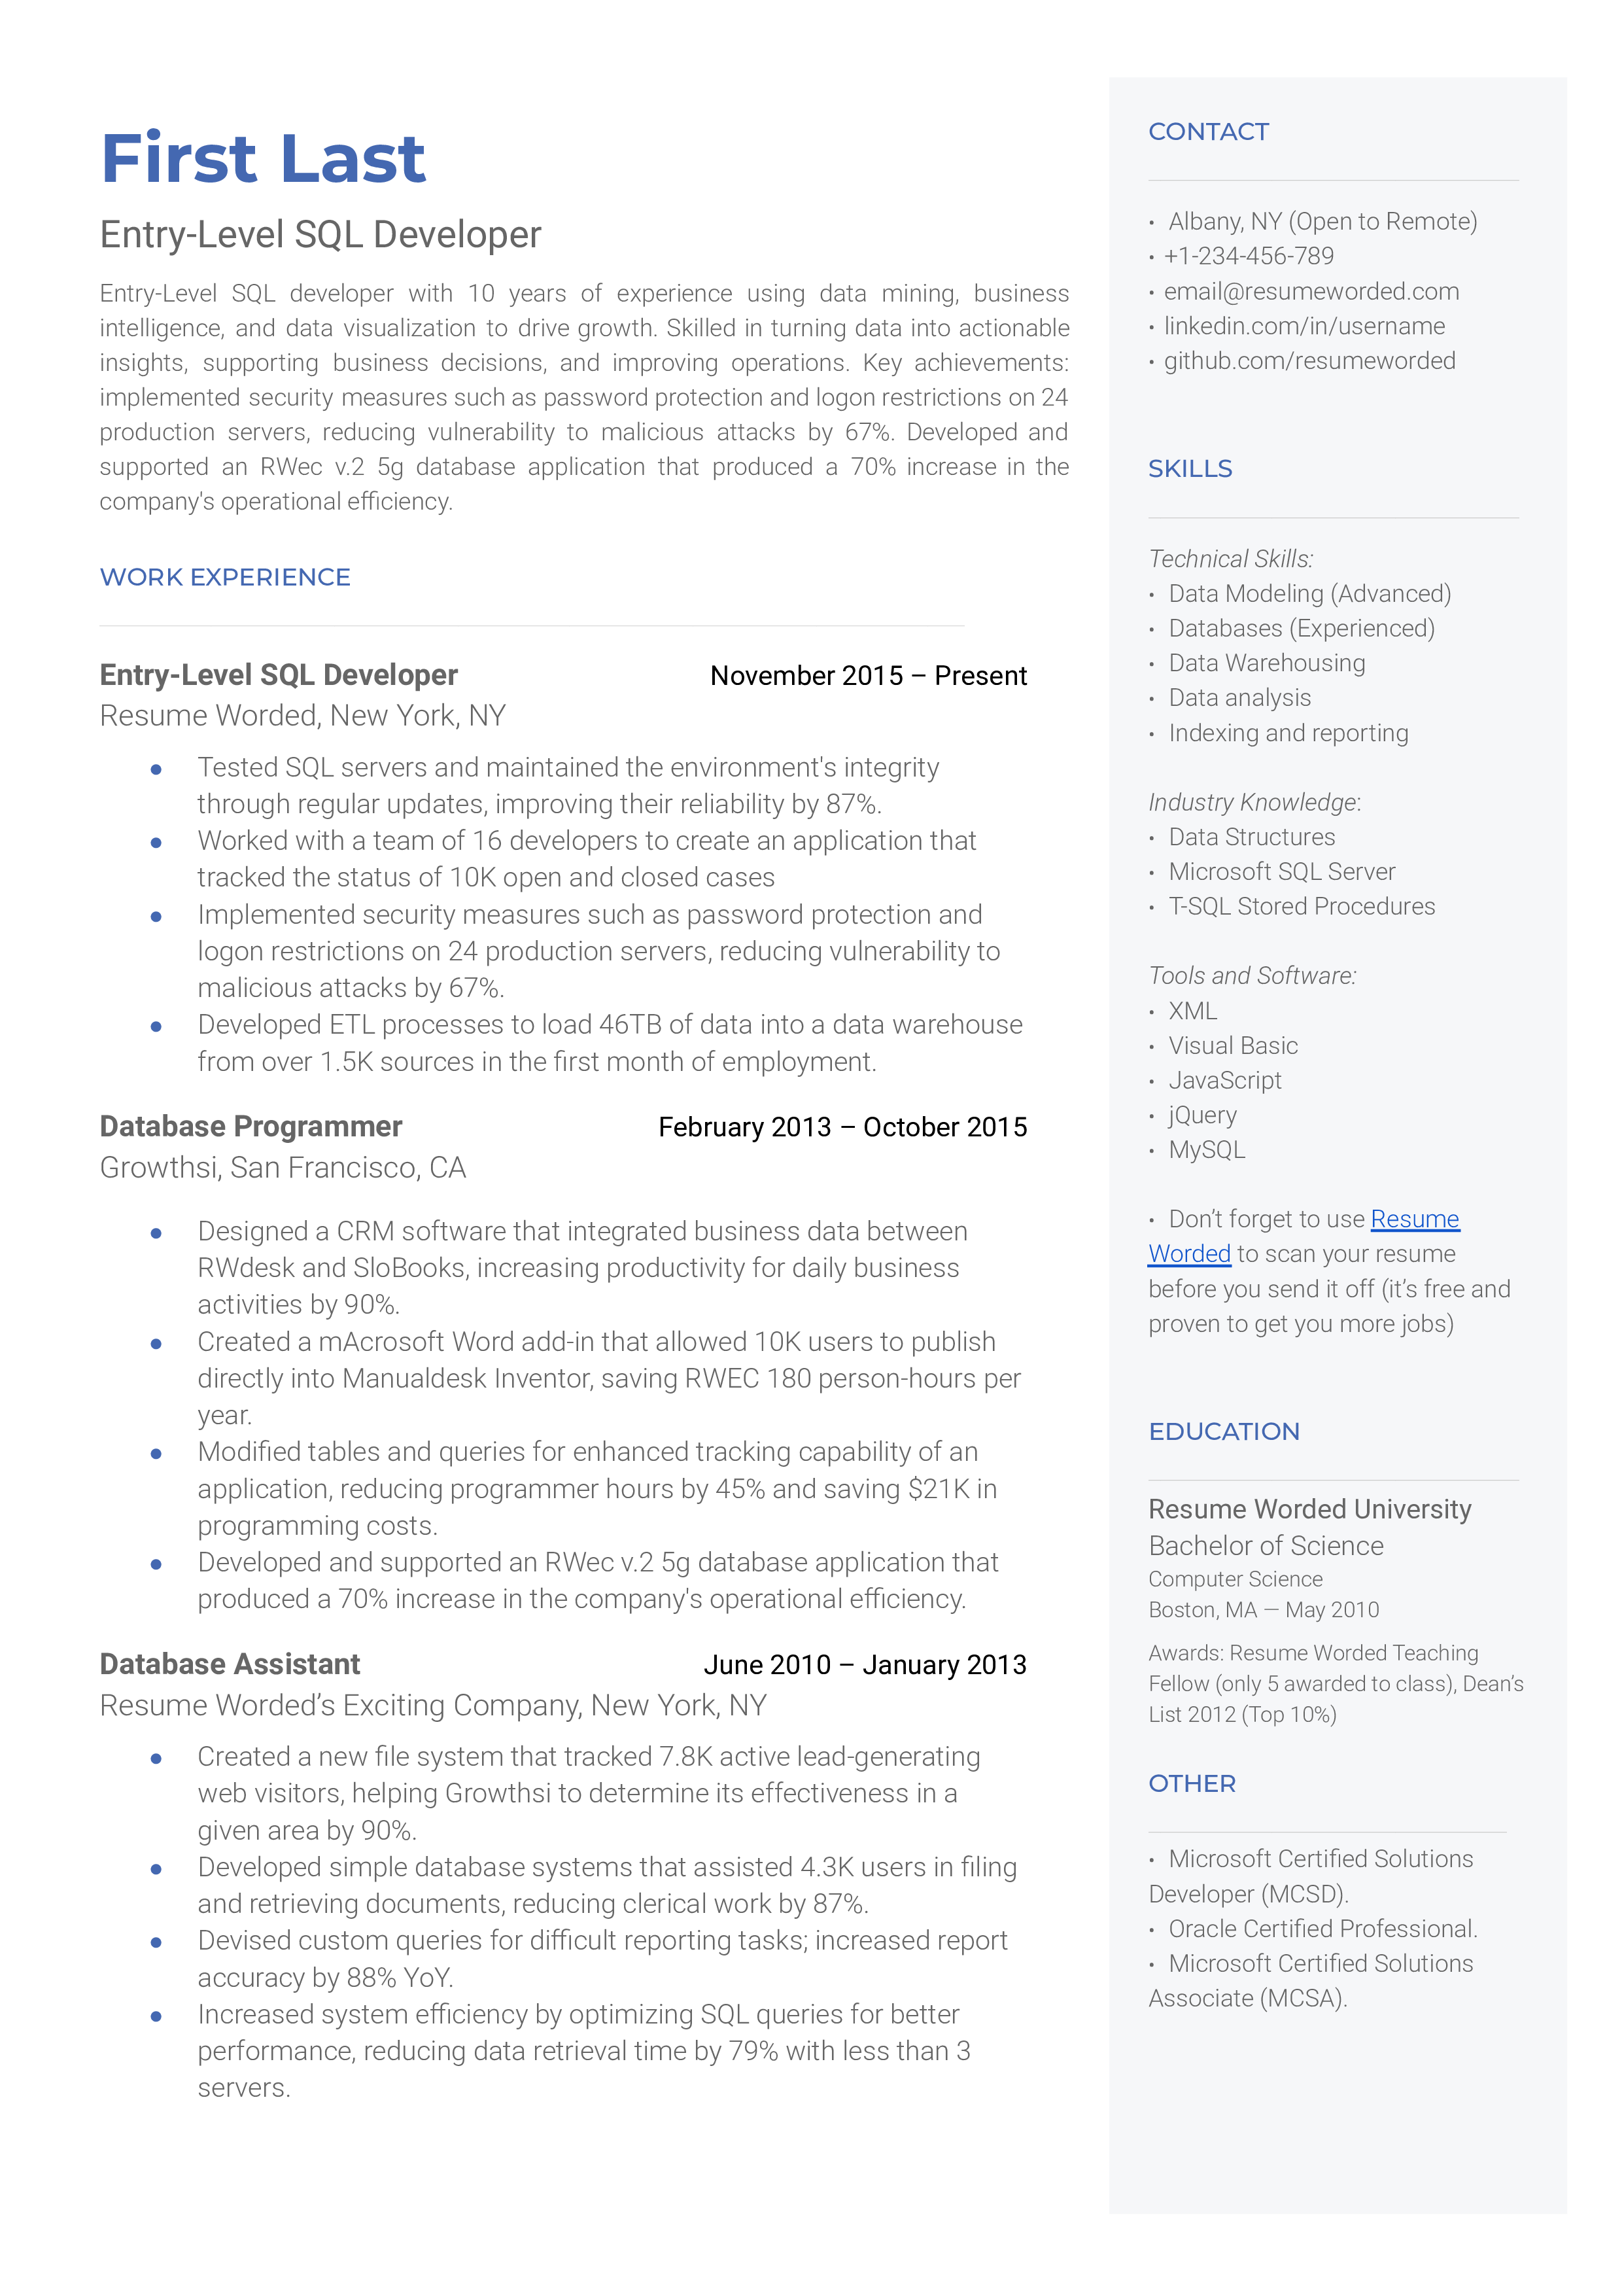 First Last
Entry-Level SQL Developer
Entry-Level SQL developer with 10 years of experience using data mining, business
intelligence, and data visualization to drive growth. Skilled in turning data into actionable
insights, supporting business decisions, and improving operations. Key achievements:
implemented security measures such as password protection and logon restrictions on 24
production servers, reducing vulnerability to malicious attacks by 67%. Developed and
supported an RWec v.2 5g database application that produced a 70% increase in the
company's operational efficiency.
WORK EXPERIENCE
Entry-Level SQL Developer November 2015 – Present
Resume Worded, New York, NY
● Tested SQL servers and maintained the environment's integrity
through regular updates, improving their reliability by 87%.
● Worked with a team of 16 developers to create an application that
tracked the status of 10K open and closed cases
● Implemented security measures such as password protection and
logon restrictions on 24 production servers, reducing vulnerability to
malicious attacks by 67%.
● Developed ETL processes to load 46TB of data into a data warehouse
from over 1.5K sources in the first month of employment.
Database Programmer February 2013 – October 2015
Growthsi, San Francisco, CA
● Designed a CRM software that integrated business data between
RWdesk and SloBooks, increasing productivity for daily business
activities by 90%.
● Created a mAcrosoft Word add-in that allowed 10K users to publish
directly into Manualdesk Inventor, saving RWEC 180 person-hours per
year.
● Modified tables and queries for enhanced tracking capability of an
application, reducing programmer hours by 45% and saving $21K in
programming costs.
● Developed and supported an RWec v.2 5g database application that
produced a 70% increase in the company's operational efficiency.
Database Assistant June 2010 – January 2013
Resume Worded’s Exciting Company, New York, NY
● Created a new file system that tracked 7.8K active lead-generating
web visitors, helping Growthsi to determine its effectiveness in a
given area by 90%.
● Developed simple database systems that assisted 4.3K users in filing
and retrieving documents, reducing clerical work by 87%.
● Devised custom queries for difficult reporting tasks; increased report
accuracy by 88% YoY.
● Increased system efficiency by optimizing SQL queries for better
performance, reducing data retrieval time by 79% with less than 3
servers.
CONTACT
• Albany, NY (Open to Remote)
• +1-234-456-789
• email@resumeworded.com
• linkedin.com/in/username
• github.com/resumeworded
SKILLS
Technical Skills:
• Data Modeling (Advanced)
• Databases (Experienced)
• Data Warehousing
• Data analysis
• Indexing and reporting
Industry Knowledge:
• Data Structures
• Microsoft SQL Server
• T-SQL Stored Procedures
Tools and Software:
• XML
• Visual Basic
• JavaScript
• jQuery
• MySQL
• Don’t forget to use Resume
Worded to scan your resume
before you send it off (it’s free and
proven to get you more jobs)
EDUCATION
Resume Worded University
Bachelor of Science
Computer Science
Boston, MA — May 2010
Awards: Resume Worded Teaching
Fellow (only 5 awarded to class), Dean’s
List 2012 (Top 10%)
OTHER
• Microsoft Certified Solutions
Developer (MCSD).
• Oracle Certified Professional.
• Microsoft Certified Solutions
Associate (MCSA).